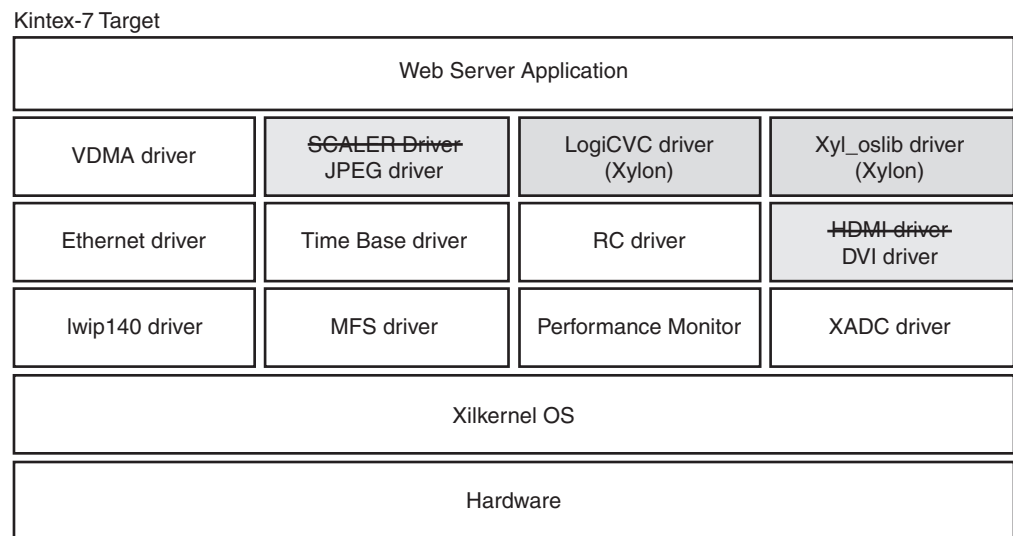 Kintex-7 Target
Web Server Application
VDMA driver
SCALER Driver
JPEG driver
LogiCVC driver
(Xylon)
Xyl_oslib driver
(Xylon)
Ethernet driver
Time Base driver
RC driver
HDMI driver
DVI driver
lwip140 driver
MFS driver
Performance Monitor
XADC driver
Xilkernel OS
Hardware